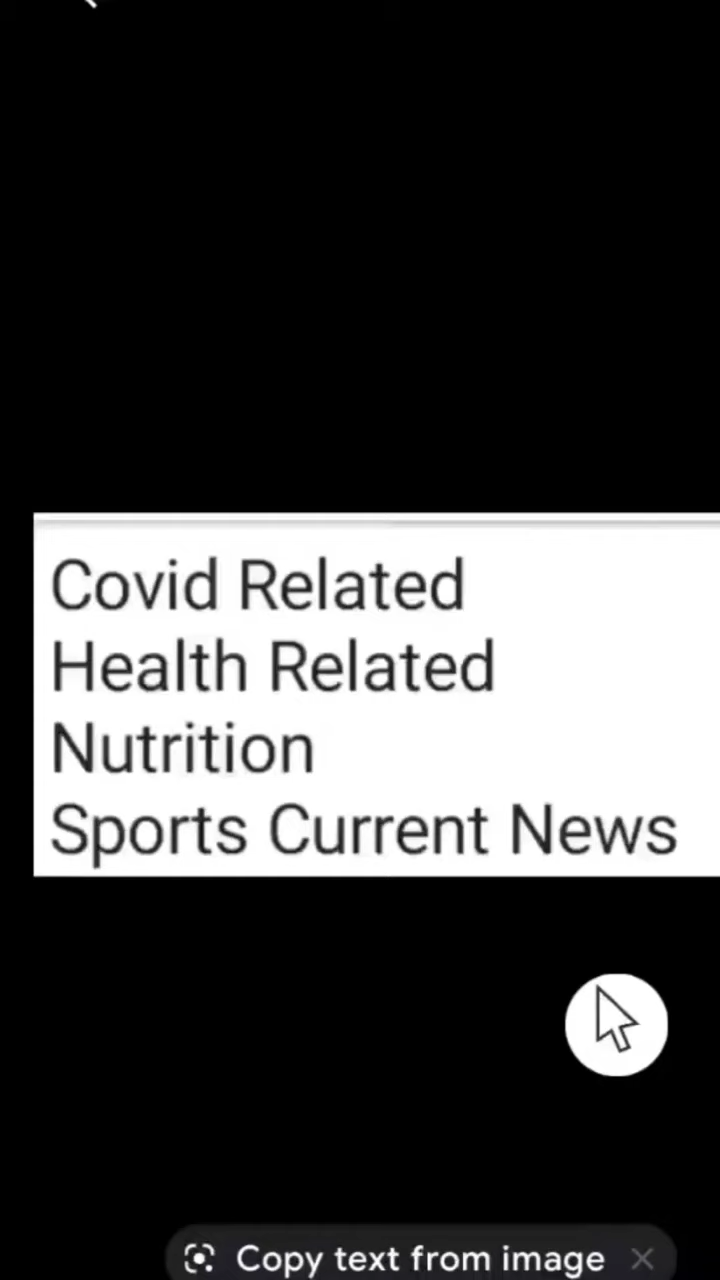 Covid Related
Health Related
Nutrition
Sports Current News
Copy text from image